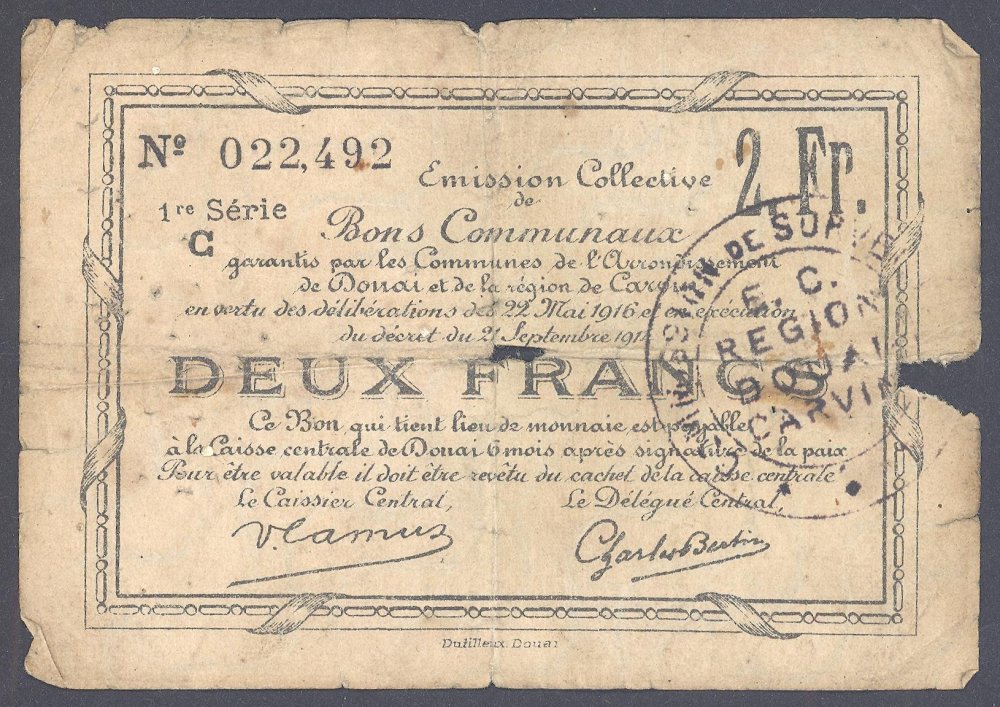 Nº 022,492
2 Fr.
1re Série
C
Emission Collective
de
Bons Communaux
garantis par les Communes de l'Arrondissement
de Douai et de la région de Carvin
en vertu des délibérations des 22 Mai 1916 et en exécution
du décret du 21 Septembre 1914
DEUX FRANCS
Ce Bon, qui tient lieu de monnaie, est payable
à la Caisse centrale de Douai 6 mois après signature de la paix
Pour être valable il doit être revêtu du cachet de la caisse centrale
Le Caissier Central,
Le Délégué Central,
V. Camus
Charles Bertin
DE SURVE
E. C.
REGION
DOUAI
CARVIN
Dutilleux, Douai